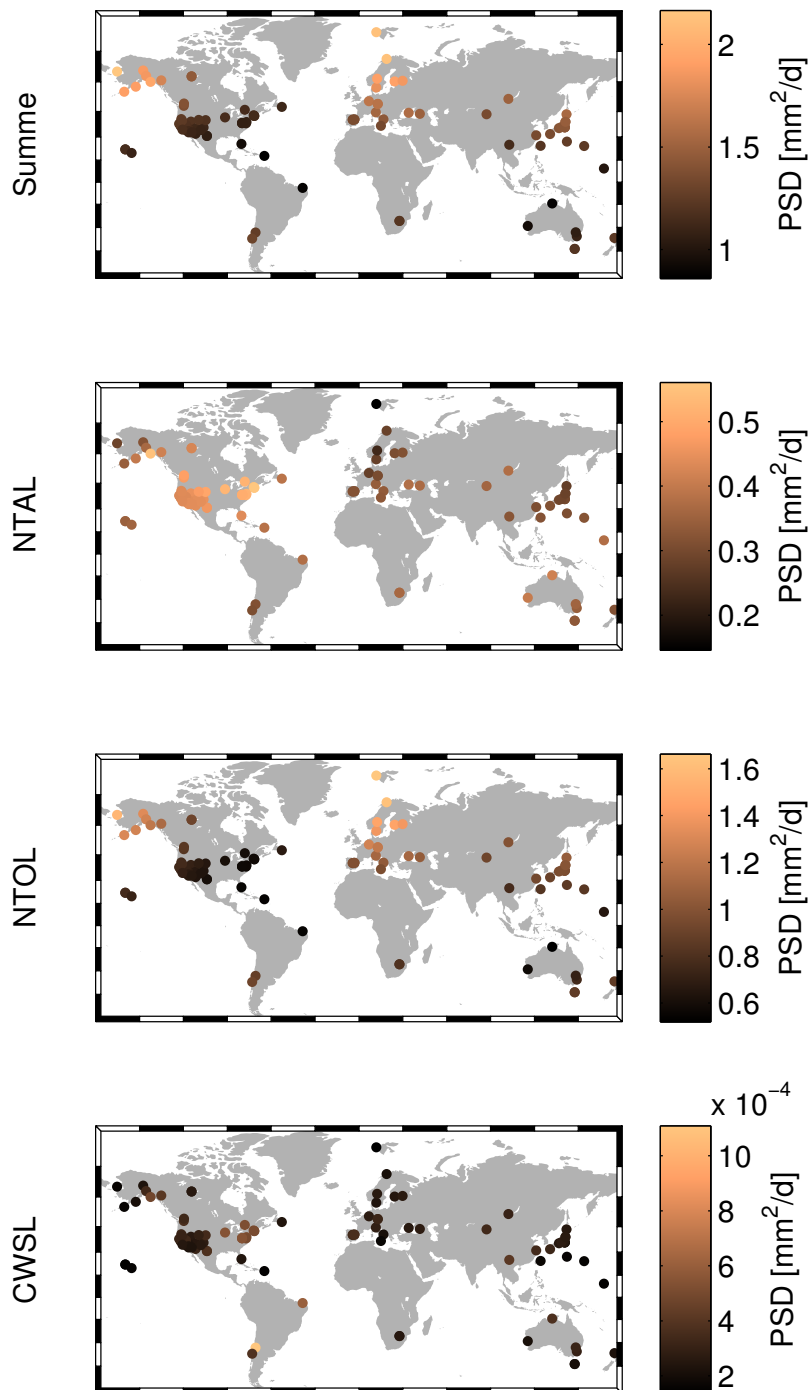 Summe
2
1.5
1
PSD [mm²/d]
NTAL
0.5
0.4
0.3
0.2
PSD [mm²/d]
NTOL
1.6
1.4
1.2
1
0.8
0.6
PSD [mm²/d]
CWSL
x 10⁻⁴
10
8
6
4
2
PSD [mm²/d]